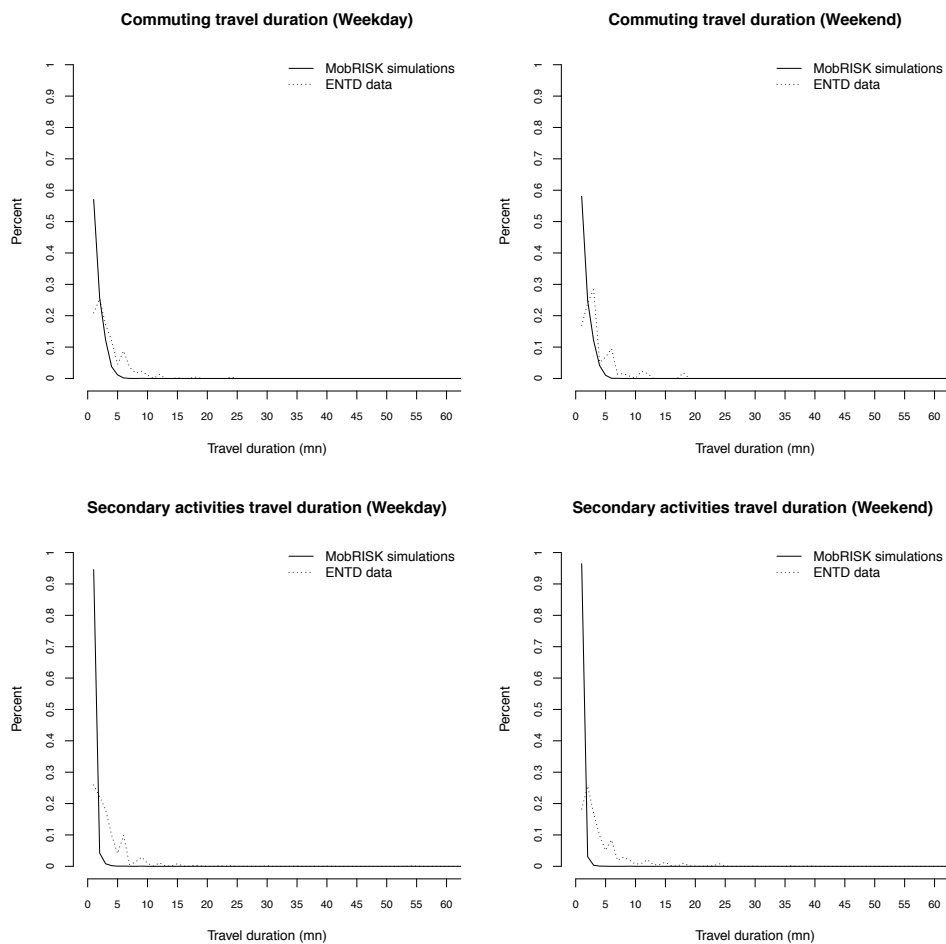 Commuting travel duration (Weekday)
MobRISK simulations
ENTD data
Percent
0 0.1 0.2 0.3 0.4 0.5 0.6 0.7 0.8 0.9 1
0 5 10 15 20 25 30 35 40 45 50 55 60
Travel duration (mn)
Commuting travel duration (Weekend)
MobRISK simulations
ENTD data
Percent
0 0.1 0.2 0.3 0.4 0.5 0.6 0.7 0.8 0.9 1
0 5 10 15 20 25 30 35 40 45 50 55 60
Travel duration (mn)
Secondary activities travel duration (Weekday)
MobRISK simulations
ENTD data
Percent
0 0.1 0.2 0.3 0.4 0.5 0.6 0.7 0.8 0.9 1
0 5 10 15 20 25 30 35 40 45 50 55 60
Travel duration (mn)
Secondary activities travel duration (Weekend)
MobRISK simulations
ENTD data
Percent
0 0.1 0.2 0.3 0.4 0.5 0.6 0.7 0.8 0.9 1
0 5 10 15 20 25 30 35 40 45 50 55 60
Travel duration (mn)